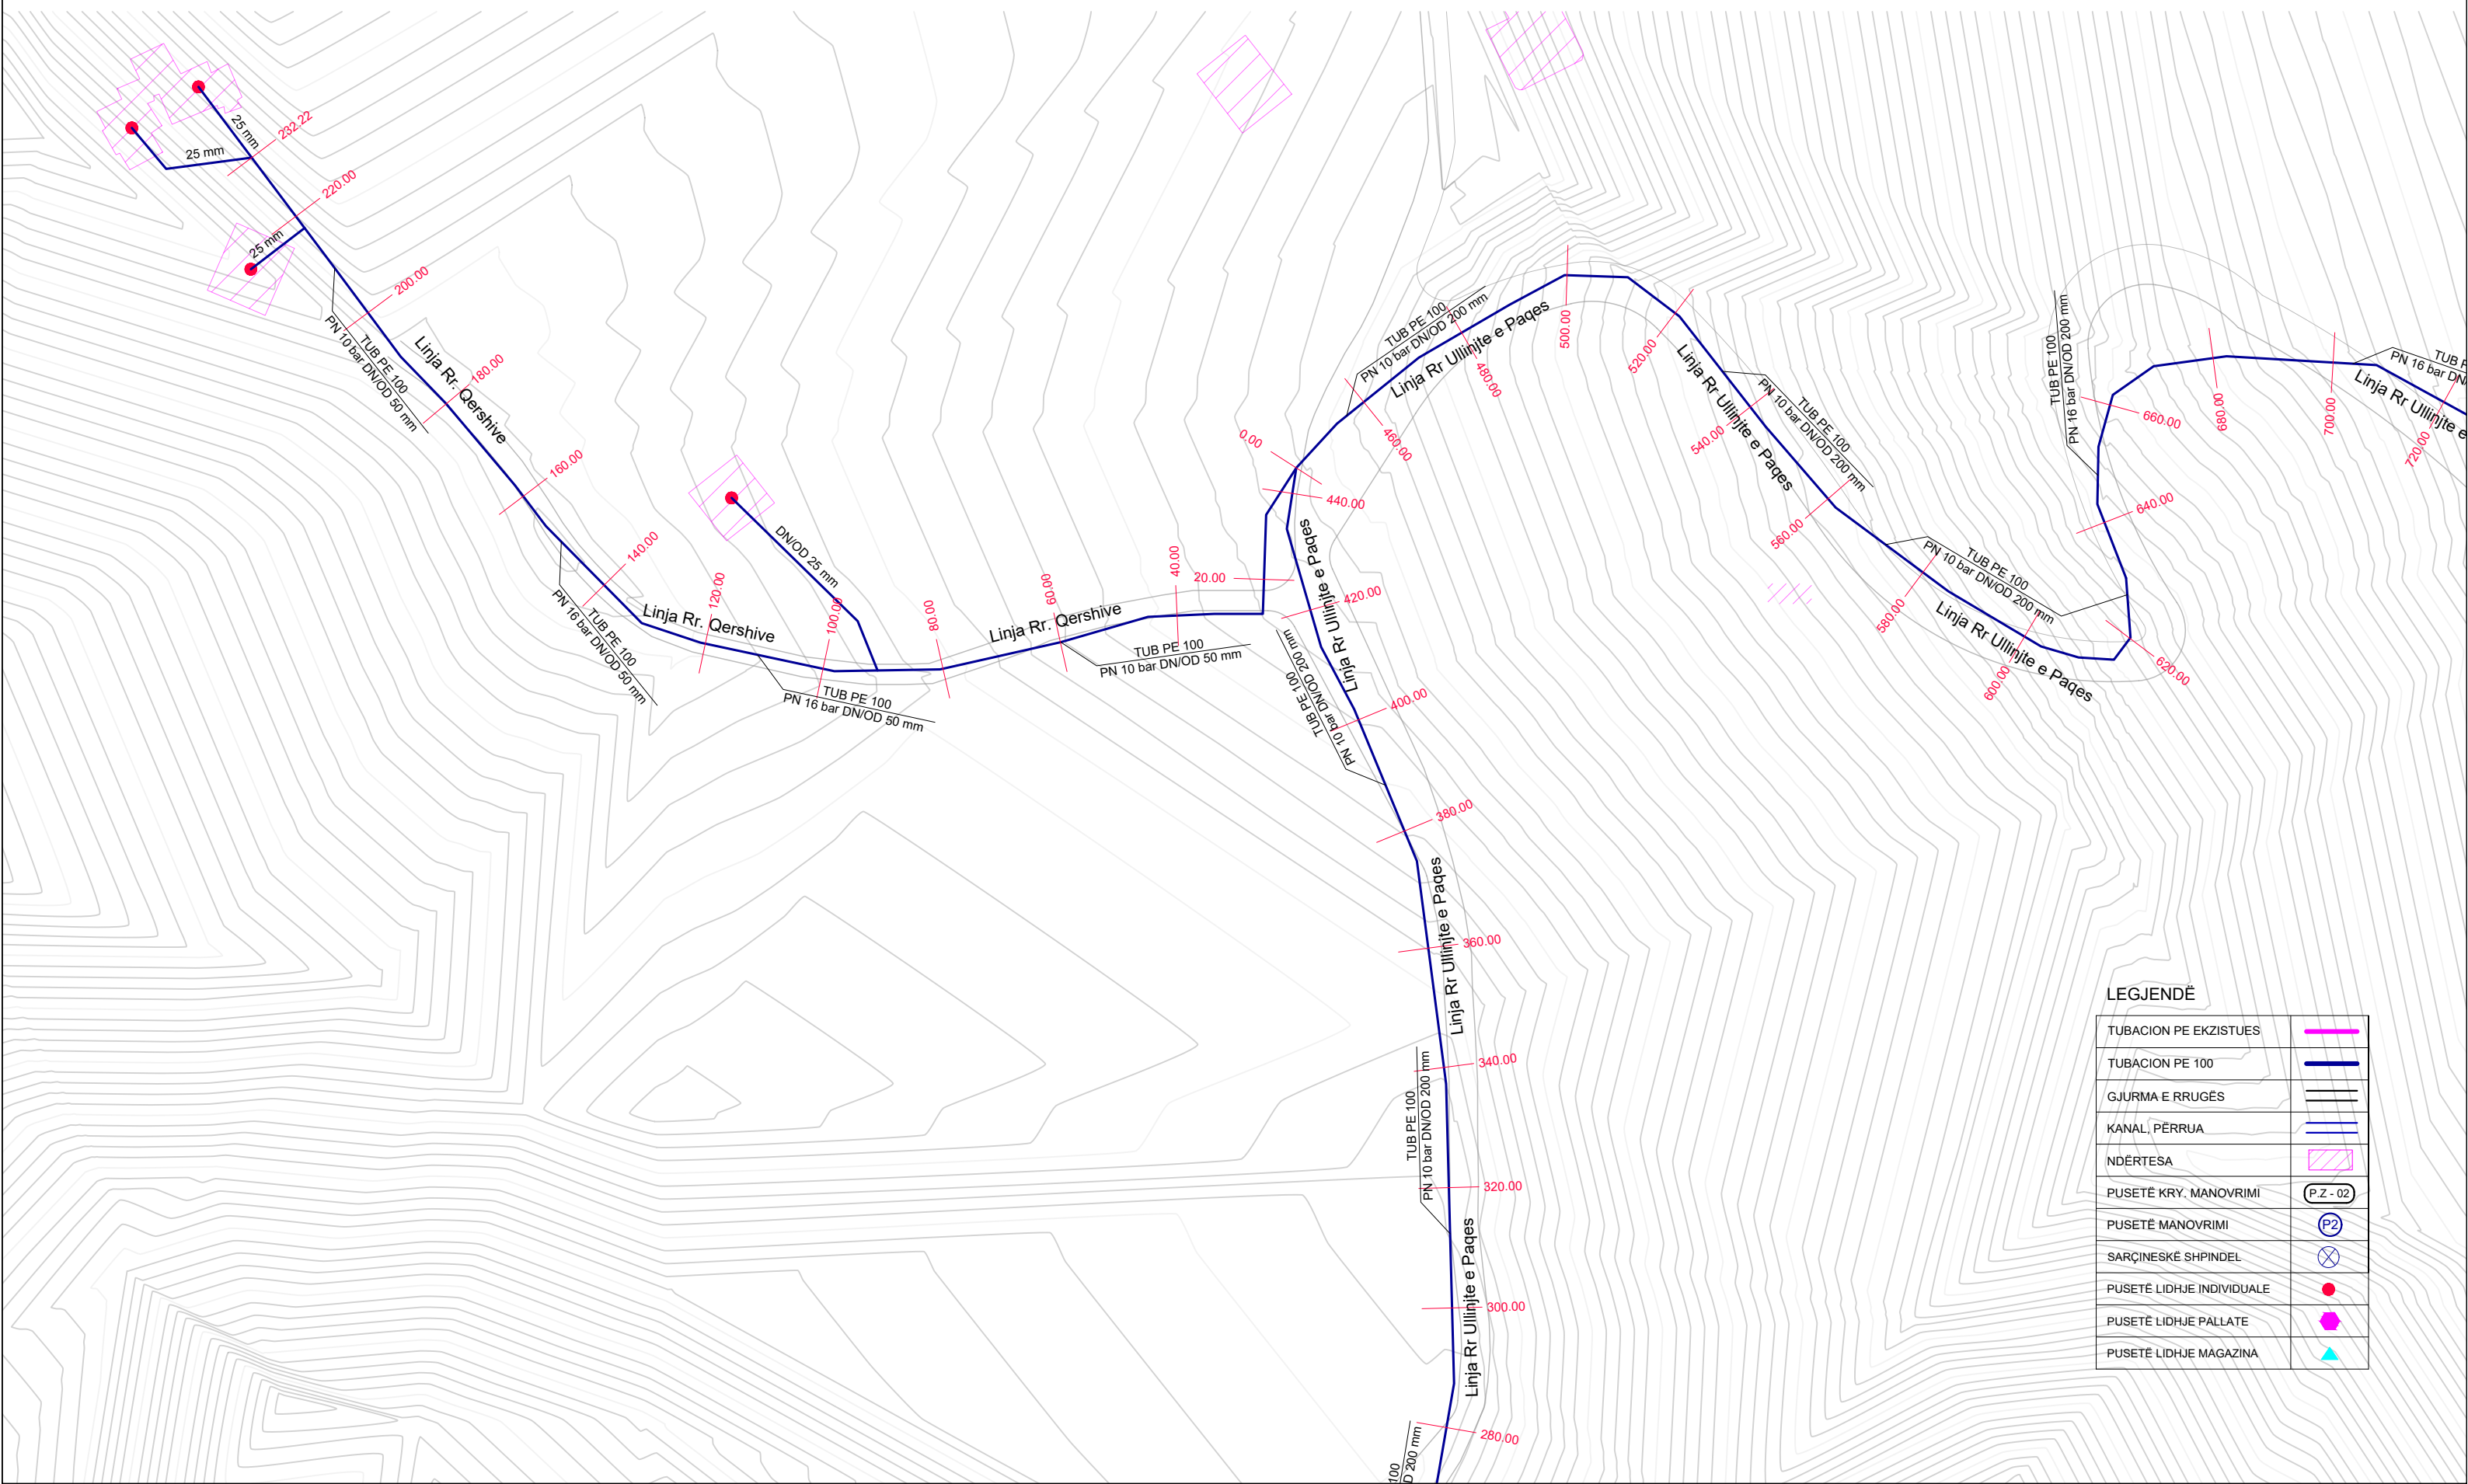 25 mm
232.22
25 mm
220.00
25 mm
200.00
TUB PE 100
PN 10 bar DN/OD 50 mm
Linja Rr. Qershive
180.00
160.00
140.00
TUB PE 100
PN 16 bar DN/OD 50 mm
Linja Rr. Qershive
120.00
DN/OD 25 mm
100.00
TUB PE 100
PN 16 bar DN/OD 50 mm
80.00
Linja Rr. Qershive
60.00
TUB PE 100
PN 10 bar DN/OD 50 mm
40.00
20.00
0.00
TUB PE 100
PN 10 bar DN/OD 200 mm
Linja Rr Ullinjte e Paqes
460.00
480.00
500.00
440.00
420.00
Linja Rr Ullinjte e Paqes
TUB PE 100
PN 10 bar DN/OD 200 mm
400.00
380.00
Linja Rr Ullinjte e Paqes
360.00
340.00
TUB PE 100
PN 10 bar DN/OD 200 mm
320.00
Linja Rr Ullinjte e Paqes
300.00
280.00
100
D 200 mm
520.00
Linja Rr Ullinjte e Paqes
540.00
TUB PE 100
PN 10 bar DN/OD 200 mm
560.00
580.00
TUB PE 100
PN 10 bar DN/OD 200 mm
Linja Rr Ullinjte e Paqes
600.00
620.00
640.00
TUB PE 100
PN 16 bar DN/OD 200 mm
660.00
680.00
700.00
TUB P
PN 16 bar DN/
Linja Rr Ullinjte e
720.00
LEGJENDË
TUBACION PE EKZISTUES
TUBACION PE 100
GJURMA E RRUGËS
KANAL, PËRRUA
NDËRTESA
PUSETË KRY. MANOVRIMI P.Z - 02
PUSETË MANOVRIMI P2
SARÇINESKË SHPINDEL
PUSETË LIDHJE INDIVIDUALE
PUSETË LIDHJE PALLATE
PUSETË LIDHJE MAGAZINA